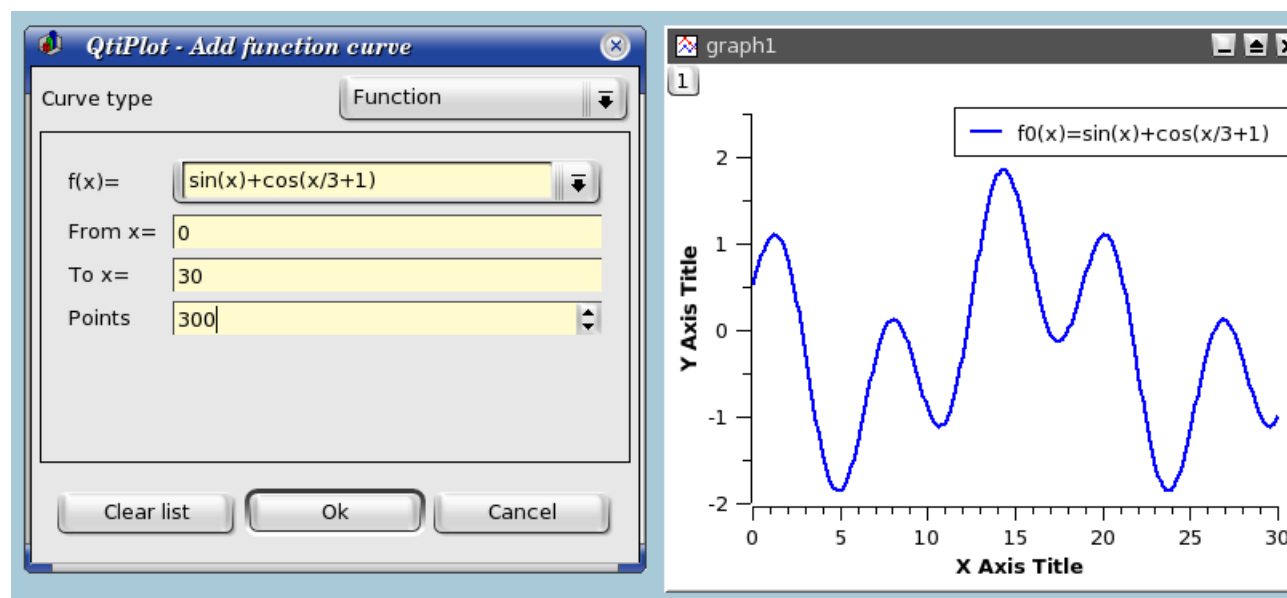 QtiPlot - Add function curve
Curve type
Function
f(x)=
sin(x)+cos(x/3+1)
From x=
0
To x=
30
Points
300
Clear list
Ok
Cancel
graph1
1
f0(x)=sin(x)+cos(x/3+1)
2
1
0
-1
-2
Y Axis Title
0 5 10 15 20 25 30
X Axis Title